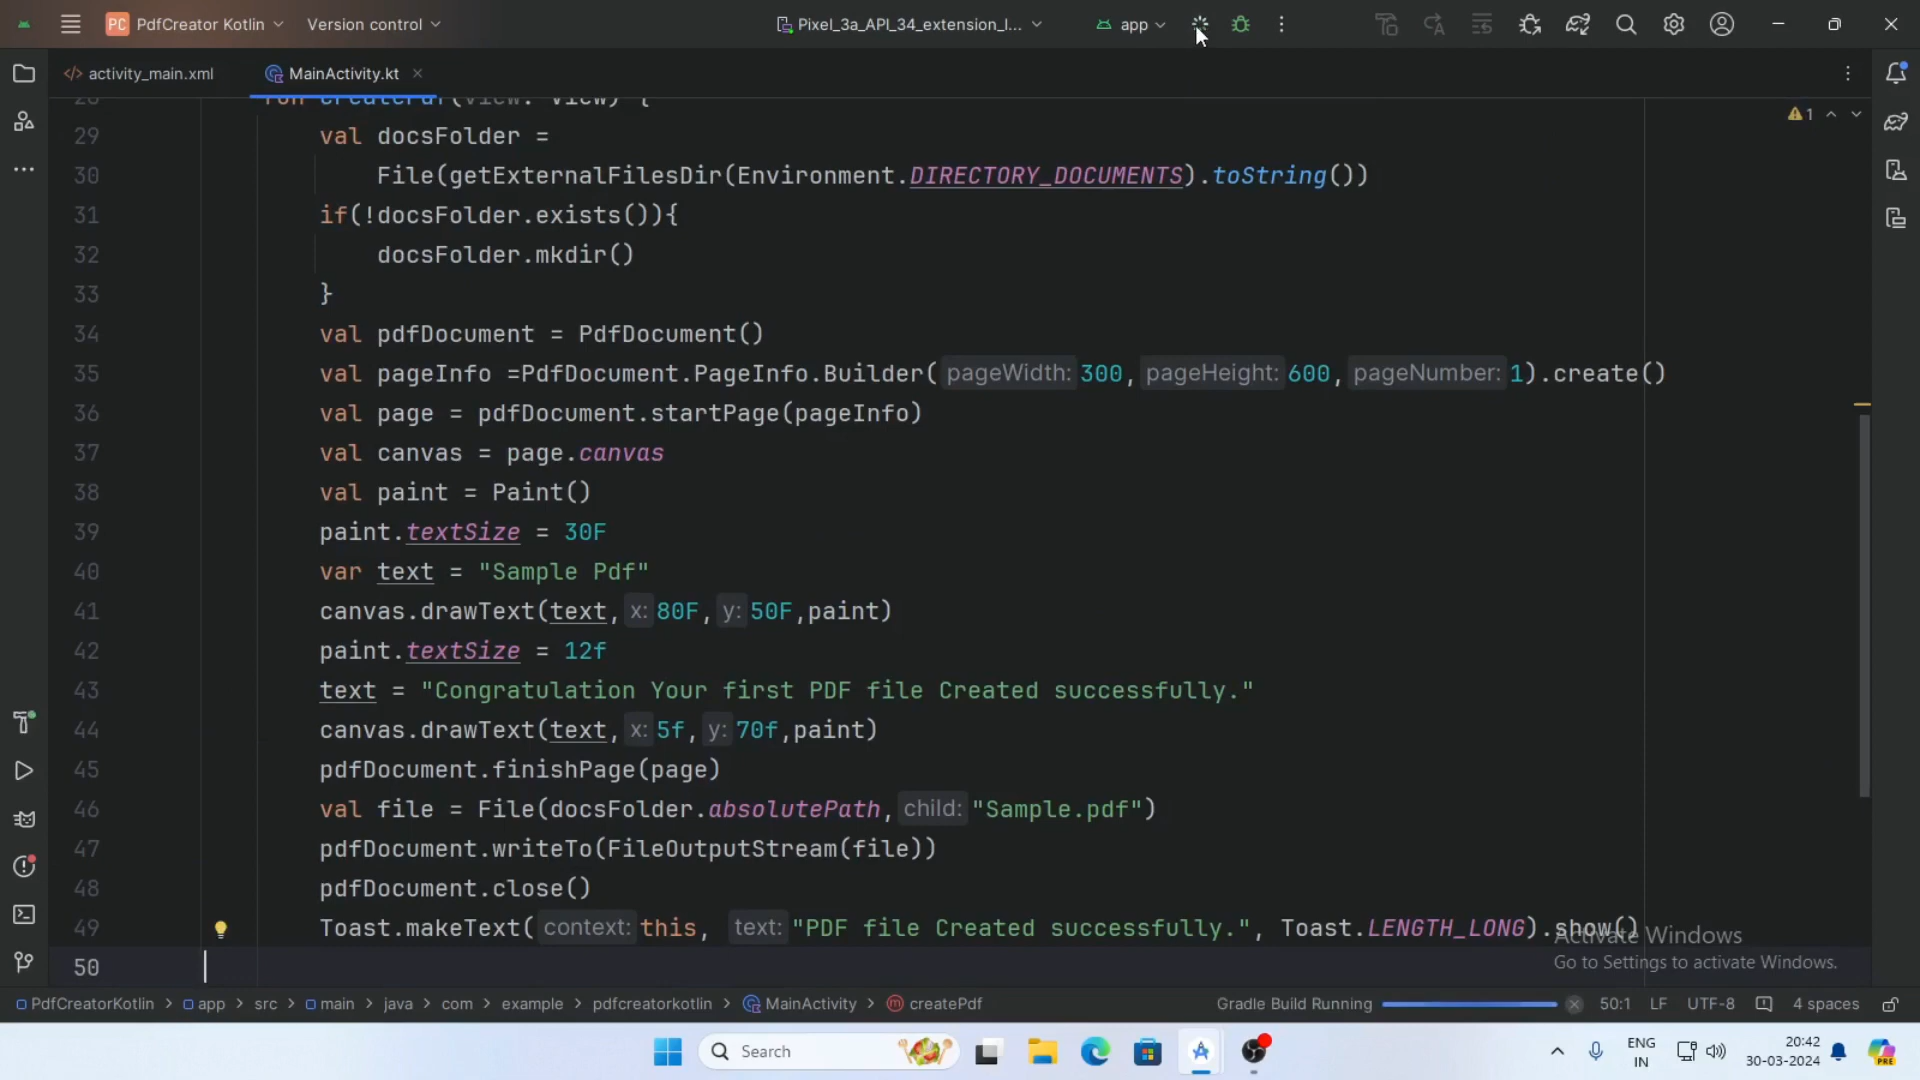 PC PdfCreator Kotlin Version control Pixel_3a_API_34_extension_l... app
activity_main.xml MainActivity.kt
1
29 val docsFolder =
30 File(getExternalFilesDir(Environment.DIRECTORY_DOCUMENTS).toString())
31 if(!docsFolder.exists()){
32 docsFolder.mkdir()
33 }
34 val pdfDocument = PdfDocument()
35 val pageInfo =PdfDocument.PageInfo.Builder( pageWidth: 300, pageHeight: 600, pageNumber: 1).create()
36 val page = pdfDocument.startPage(pageInfo)
37 val canvas = page.canvas
38 val paint = Paint()
39 paint.textSize = 30F
40 var text = "Sample Pdf"
41 canvas.drawText(text, x: 80F, y: 50F,paint)
42 paint.textSize = 12f
43 text = "Congratulation Your first PDF file Created successfully."
44 canvas.drawText(text, x: 5f, y: 70f,paint)
45 pdfDocument.finishPage(page)
46 val file = File(docsFolder.absolutePath, child: "Sample.pdf")
47 pdfDocument.writeTo(FileOutputStream(file))
48 pdfDocument.close()
49 Toast.makeText( context: this, text: "PDF file Created successfully.", Toast.LENGTH_LONG).show()
Activate Windows
50
Go to Settings to activate Windows.
PdfCreatorKotlin > app > src > main > java > com > example > pdfcreatorkotlin > MainActivity > createPdf Gradle Build Running 50:1 LF UTF-8 4 spaces
Search
ENG
IN
20:42
30-03-2024
PRE